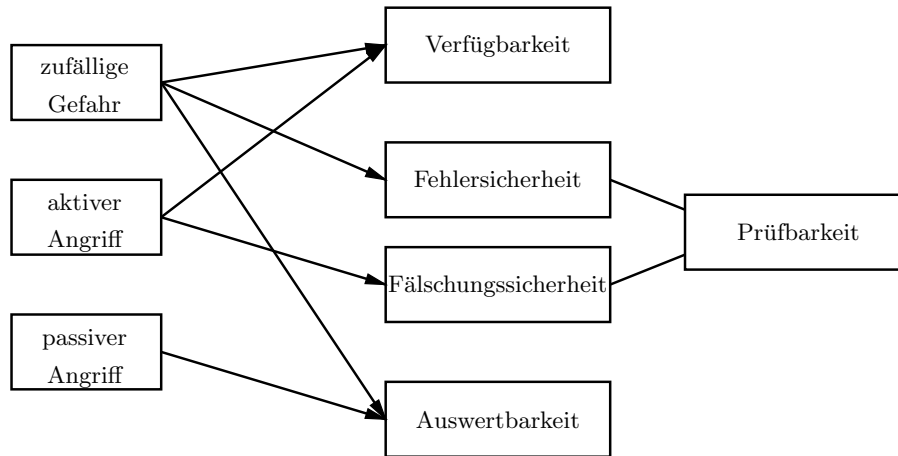 zufällige
Gefahr
aktiver
Angriff
passiver
Angriff
Verfügbarkeit
Fehlersicherheit
Fälschungssicherheit
Auswertbarkeit
Prüfbarkeit